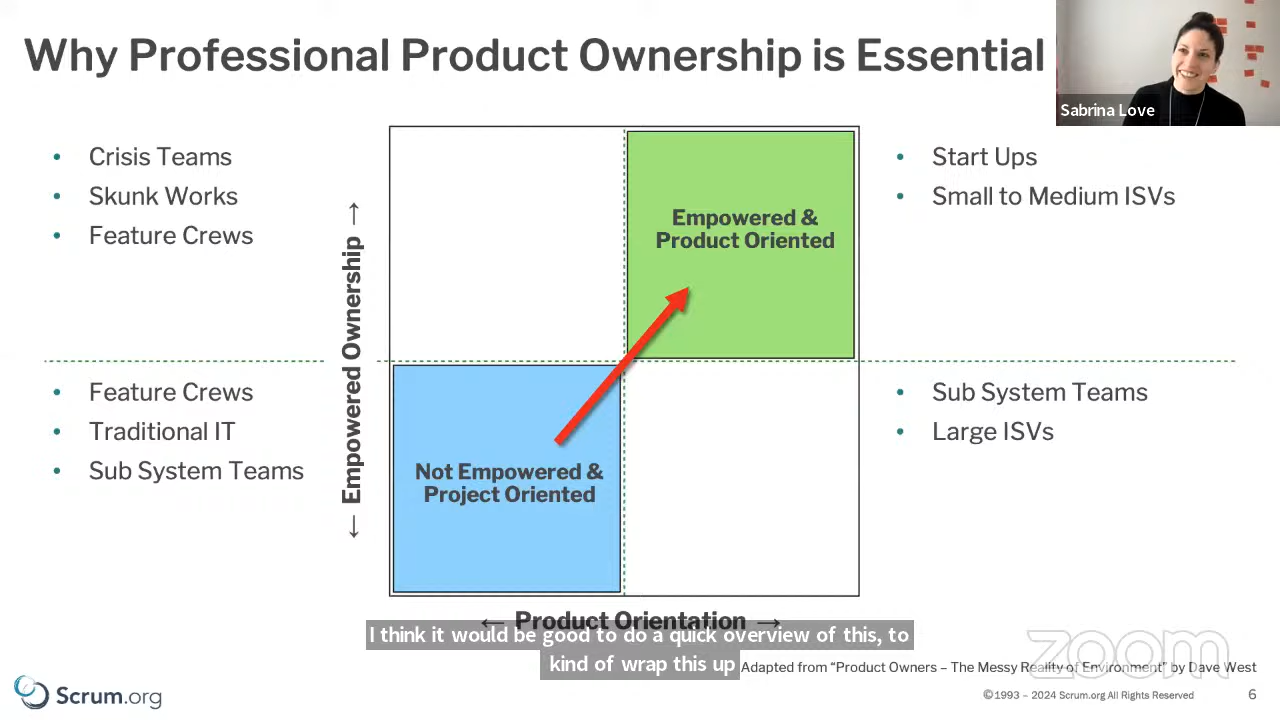 Why Professional Product Ownership is Essential
Sabrina Love
• Crisis Teams
• Skunk Works
• Feature Crews
• Start Ups
• Small to Medium ISVs
Empowered &
Product Oriented
← Empowered Ownership →
• Feature Crews
• Traditional IT
• Sub System Teams
• Sub System Teams
• Large ISVs
Not Empowered &
Project Oriented
← Product Orientation →
I think it would be good to do a quick overview of this, to
kind of wrap this up
Adapted from “Product Owners – The Messy Reality of Environment” by Dave West
zoom
Scrum.org
©1993 – 2024 Scrum.org All Rights Reserved
6